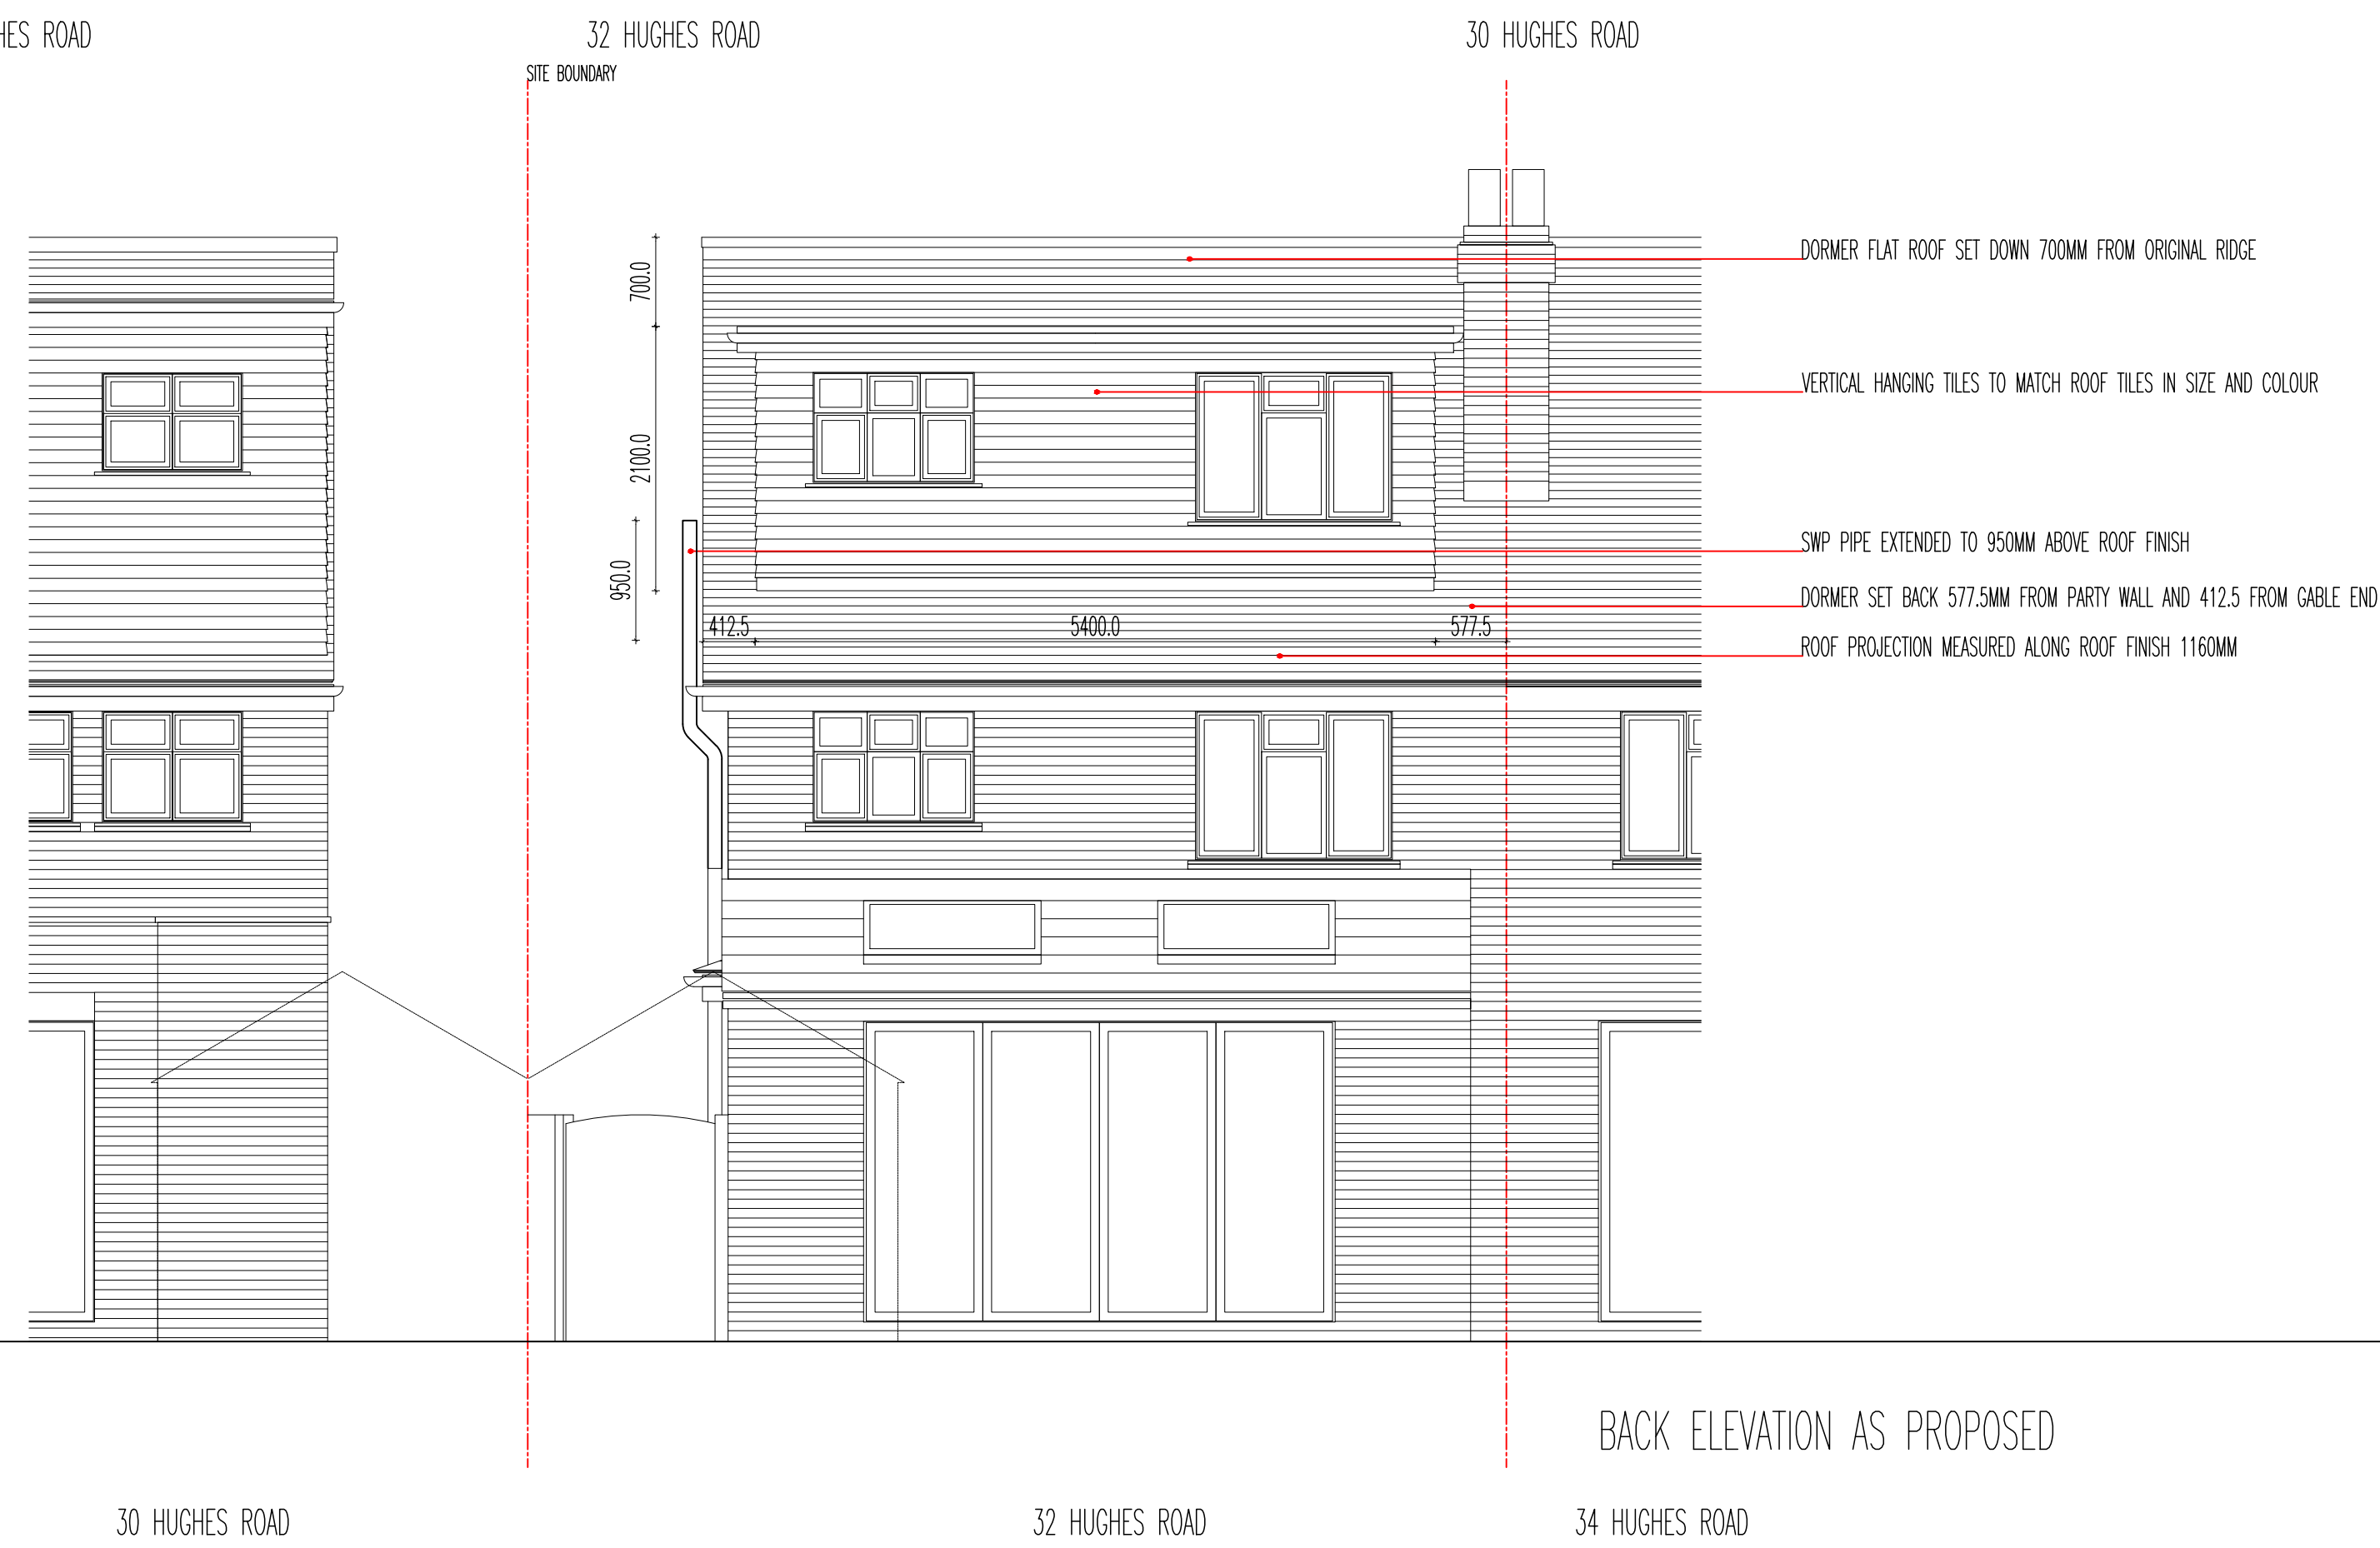 HES ROAD
32 HUGHES ROAD
30 HUGHES ROAD
SITE BOUNDARY
DORMER FLAT ROOF SET DOWN 700MM FROM ORIGINAL RIDGE
700.0
VERTICAL HANGING TILES TO MATCH ROOF TILES IN SIZE AND COLOUR
2100.0
SWP PIPE EXTENDED TO 950MM ABOVE ROOF FINISH
950.0
DORMER SET BACK 577.5MM FROM PARTY WALL AND 412.5 FROM GABLE END
412.5
5400.0
577.5
ROOF PROJECTION MEASURED ALONG ROOF FINISH 1160MM
BACK ELEVATION AS PROPOSED
30 HUGHES ROAD
32 HUGHES ROAD
34 HUGHES ROAD